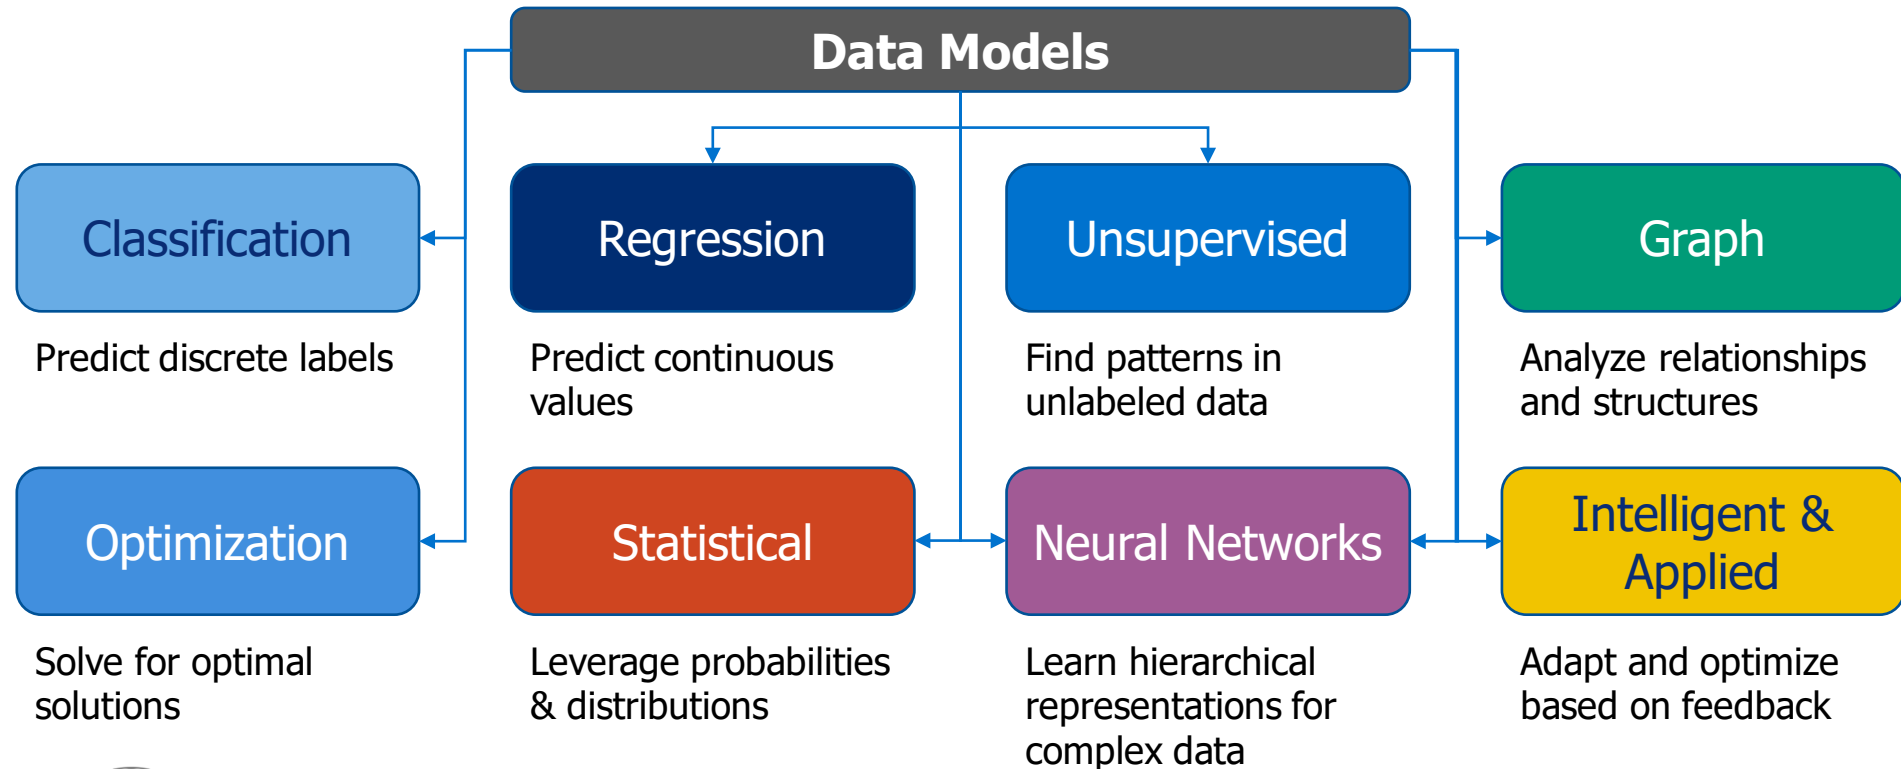 Data Models
Classification
Predict discrete labels
Regression
Predict continuous
values
Unsupervised
Find patterns in
unlabeled data
Graph
Analyze relationships
and structures
Optimization
Solve for optimal
solutions
Statistical
Leverage probabilities
& distributions
Neural Networks
Learn hierarchical
representations for
complex data
Intelligent &
Applied
Adapt and optimize
based on feedback